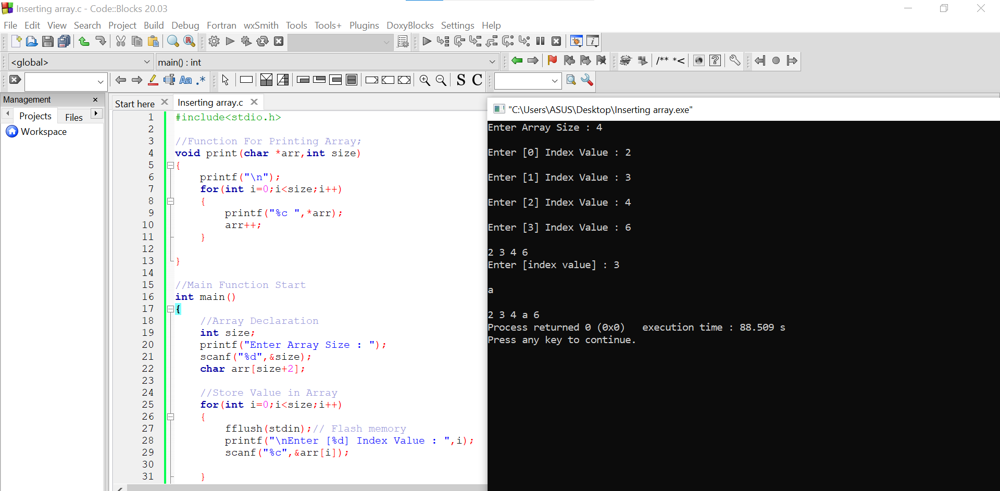 Inserting array.c - Code::Blocks 20.03
File Edit View Search Project Build Debug Fortran wxSmith Tools Tools+ Plugins DoxyBlocks Settings Help
<global> main() : int
/** *<
Aa .* S C
Management
Projects Files
Workspace
Start here Inserting array.c
1 #include<stdio.h>
2
3 //Function For Printing Array;
4 void print(char *arr,int size)
5 {
6 printf("\n");
7 for(int i=0;i<size;i++)
8 {
9 printf("%c ",*arr);
10 arr++;
11 }
12
13 }
14
15 //Main Function Start
16 int main()
17 {
18 //Array Declaration
19 int size;
20 printf("Enter Array Size : ");
21 scanf("%d",&size);
22 char arr[size+2];
23
24 //Store Value in Array
25 for(int i=0;i<size;i++)
26 {
27 fflush(stdin);// Flash memory
28 printf("\nEnter [%d] Index Value : ",i);
29 scanf("%c",&arr[i]);
30
31 }
"C:\Users\ASUS\Desktop\Inserting array.exe"
Enter Array Size : 4
Enter [0] Index Value : 2
Enter [1] Index Value : 3
Enter [2] Index Value : 4
Enter [3] Index Value : 6
2 3 4 6
Enter [index value] : 3
a
2 3 4 a 6
Process returned 0 (0x0) execution time : 88.509 s
Press any key to continue.